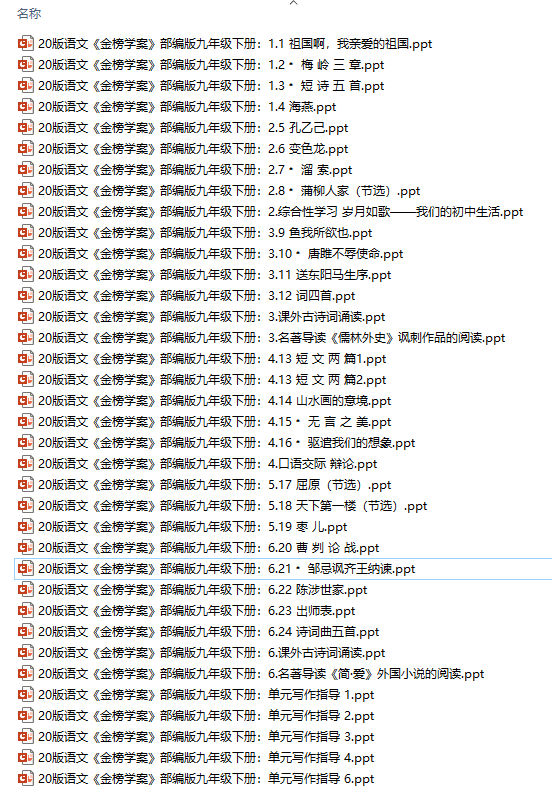 名称
20版语文《金榜学案》部编版九年级下册：1.1 祖国啊，我亲爱的祖国.ppt
20版语文《金榜学案》部编版九年级下册：1.2 * 梅 岭 三 章.ppt
20版语文《金榜学案》部编版九年级下册：1.3 * 短 诗 五 首.ppt
20版语文《金榜学案》部编版九年级下册：1.4 海燕.ppt
20版语文《金榜学案》部编版九年级下册：2.5 孔乙己.ppt
20版语文《金榜学案》部编版九年级下册：2.6 变色龙.ppt
20版语文《金榜学案》部编版九年级下册：2.7 * 溜 索.ppt
20版语文《金榜学案》部编版九年级下册：2.8 * 蒲柳人家（节选）.ppt
20版语文《金榜学案》部编版九年级下册：2.综合性学习 岁月如歌——我们的初中生活.ppt
20版语文《金榜学案》部编版九年级下册：3.9 鱼我所欲也.ppt
20版语文《金榜学案》部编版九年级下册：3.10 * 唐雎不辱使命.ppt
20版语文《金榜学案》部编版九年级下册：3.11 送东阳马生序.ppt
20版语文《金榜学案》部编版九年级下册：3.12 词四首.ppt
20版语文《金榜学案》部编版九年级下册：3.课外古诗词诵读.ppt
20版语文《金榜学案》部编版九年级下册：3.名著导读《儒林外史》讽刺作品的阅读.ppt
20版语文《金榜学案》部编版九年级下册：4.13 短 文 两 篇1.ppt
20版语文《金榜学案》部编版九年级下册：4.13 短 文 两 篇2.ppt
20版语文《金榜学案》部编版九年级下册：4.14 山水画的意境.ppt
20版语文《金榜学案》部编版九年级下册：4.15 * 无 言 之 美.ppt
20版语文《金榜学案》部编版九年级下册：4.16 * 驱遣我们的想象.ppt
20版语文《金榜学案》部编版九年级下册：4.口语交际 辩论.ppt
20版语文《金榜学案》部编版九年级下册：5.17 屈原（节选）.ppt
20版语文《金榜学案》部编版九年级下册：5.18 天下第一楼（节选）.ppt
20版语文《金榜学案》部编版九年级下册：5.19 枣 儿.ppt
20版语文《金榜学案》部编版九年级下册：6.20 曹 刿 论 战.ppt
20版语文《金榜学案》部编版九年级下册：6.21 * 邹忌讽齐王纳谏.ppt
20版语文《金榜学案》部编版九年级下册：6.22 陈涉世家.ppt
20版语文《金榜学案》部编版九年级下册：6.23 出师表.ppt
20版语文《金榜学案》部编版九年级下册：6.24 诗词曲五首.ppt
20版语文《金榜学案》部编版九年级下册：6.课外古诗词诵读.ppt
20版语文《金榜学案》部编版九年级下册：6.名著导读《简·爱》外国小说的阅读.ppt
20版语文《金榜学案》部编版九年级下册：单元写作指导 1.ppt
20版语文《金榜学案》部编版九年级下册：单元写作指导 2.ppt
20版语文《金榜学案》部编版九年级下册：单元写作指导 3.ppt
20版语文《金榜学案》部编版九年级下册：单元写作指导 4.ppt
20版语文《金榜学案》部编版九年级下册：单元写作指导 6.ppt